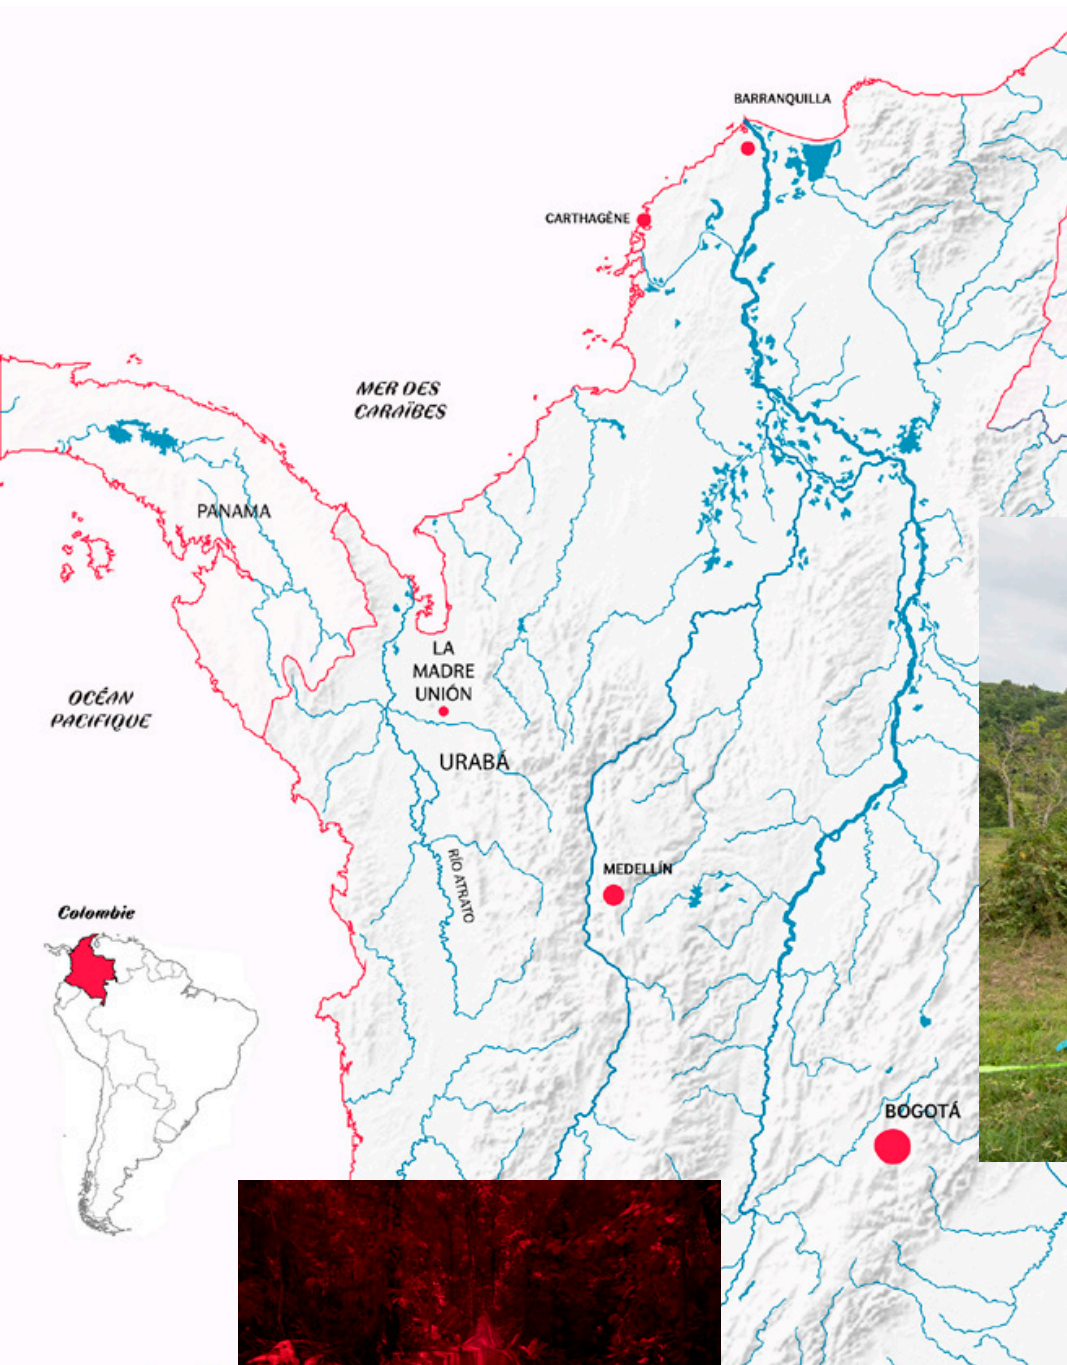 BARRANQUILLA
CARTHAGÈNE
MER DES
CARAÏBES
PANAMA
LA
MADRE
UNIÓN
OCÉAN
PACIFIQUE
URABÁ
RÍO ATRATO
MEDELLÍN
Colombie
BOGOTÁ